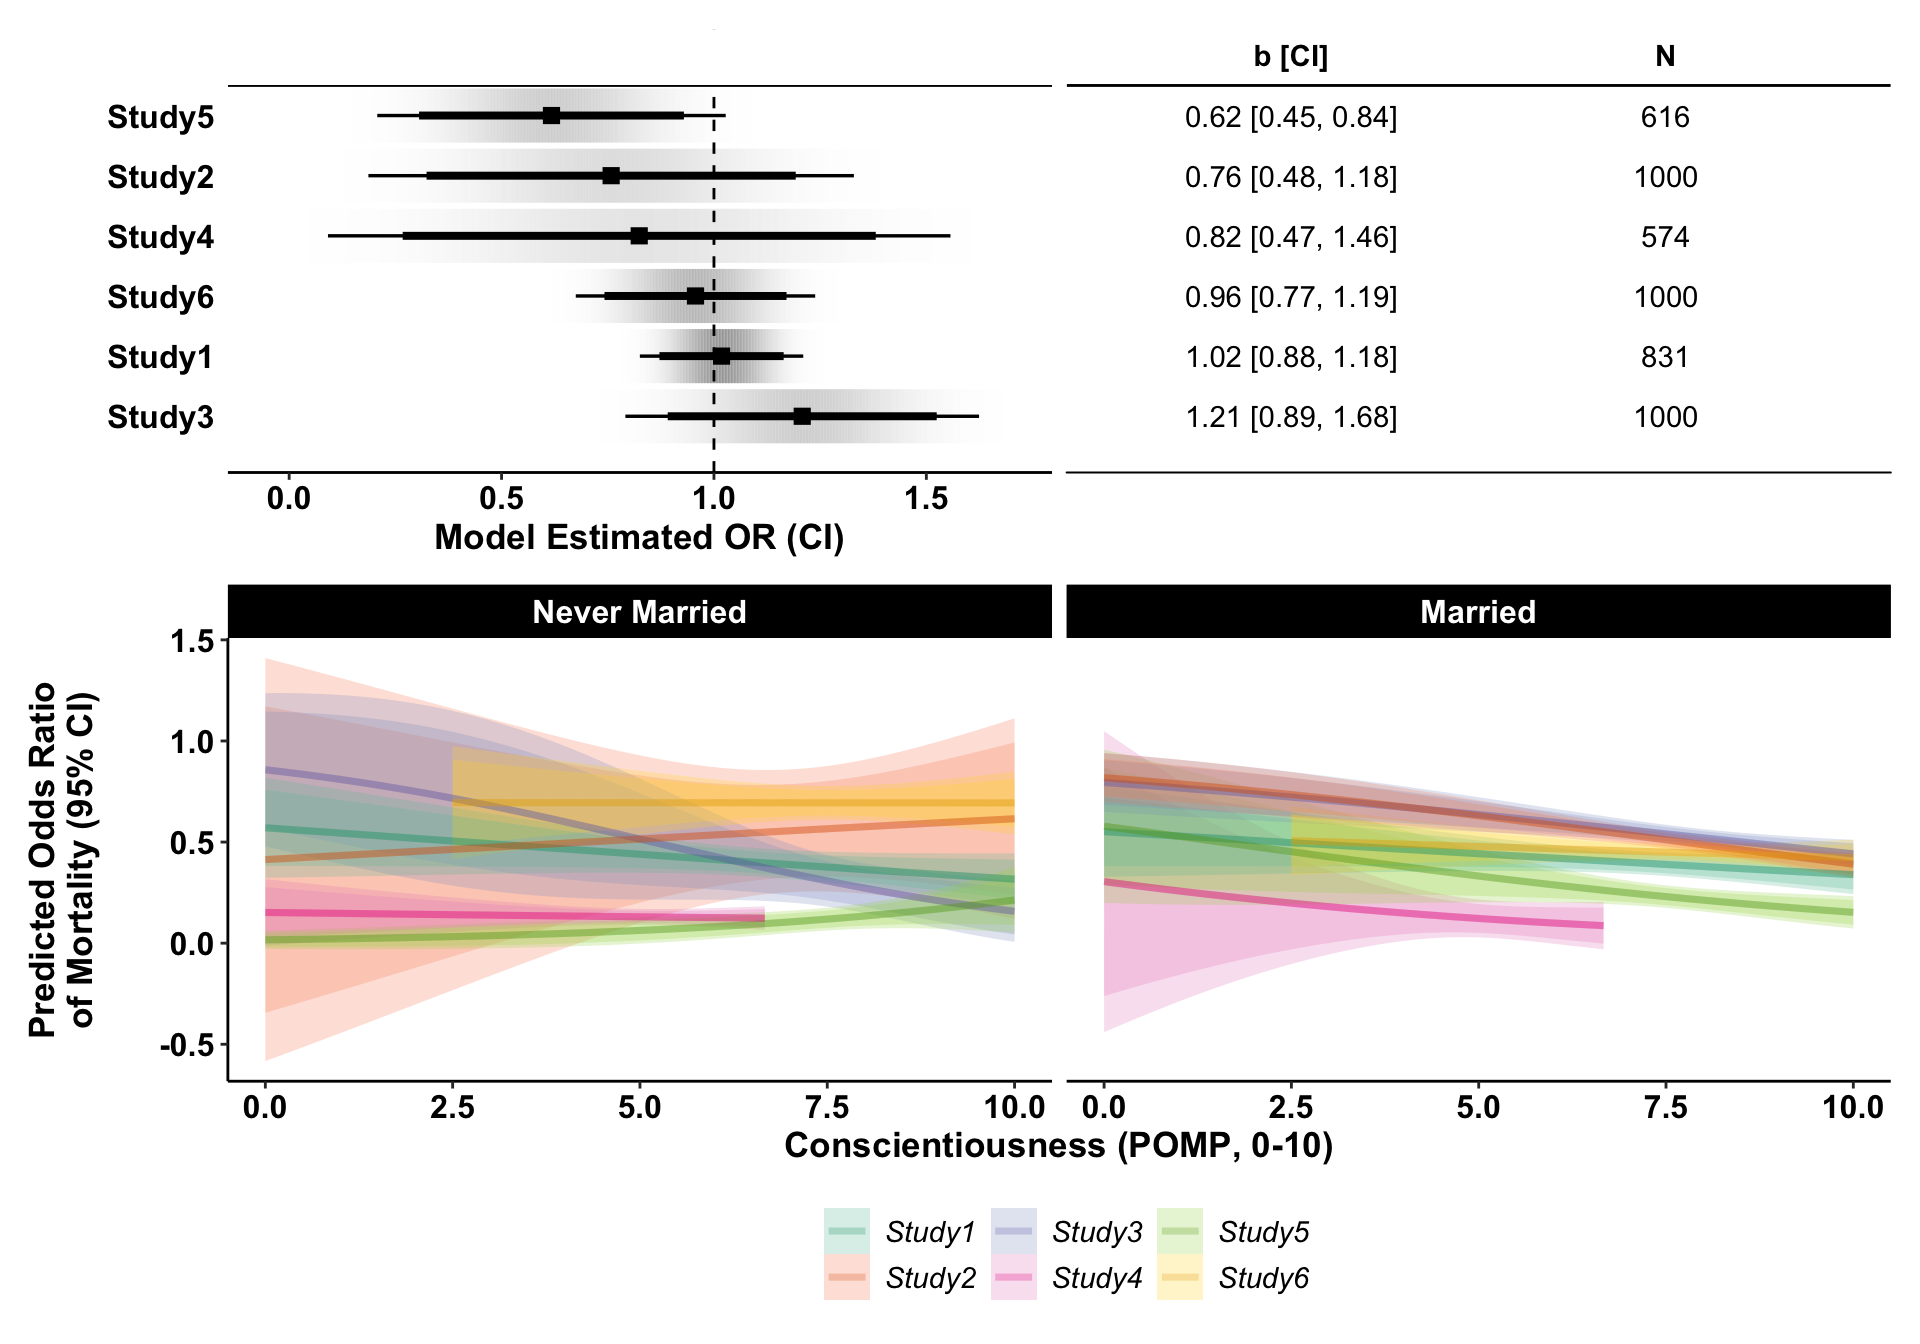 b [CI] N
Study5 0.62 [0.45, 0.84] 616
Study2 0.76 [0.48, 1.18] 1000
Study4 0.82 [0.47, 1.46] 574
Study6 0.96 [0.77, 1.19] 1000
Study1 1.02 [0.88, 1.18] 831
Study3 1.21 [0.89, 1.68] 1000
0.0 0.5 1.0 1.5
Model Estimated OR (CI)
Never Married Married
Predicted Odds Ratio
of Mortality (95% CI)
1.5
1.0
0.5
0.0
-0.5
0.0 2.5 5.0 7.5 10.0 0.0 2.5 5.0 7.5 10.0
Conscientiousness (POMP, 0-10)
Study1 Study3 Study5
Study2 Study4 Study6